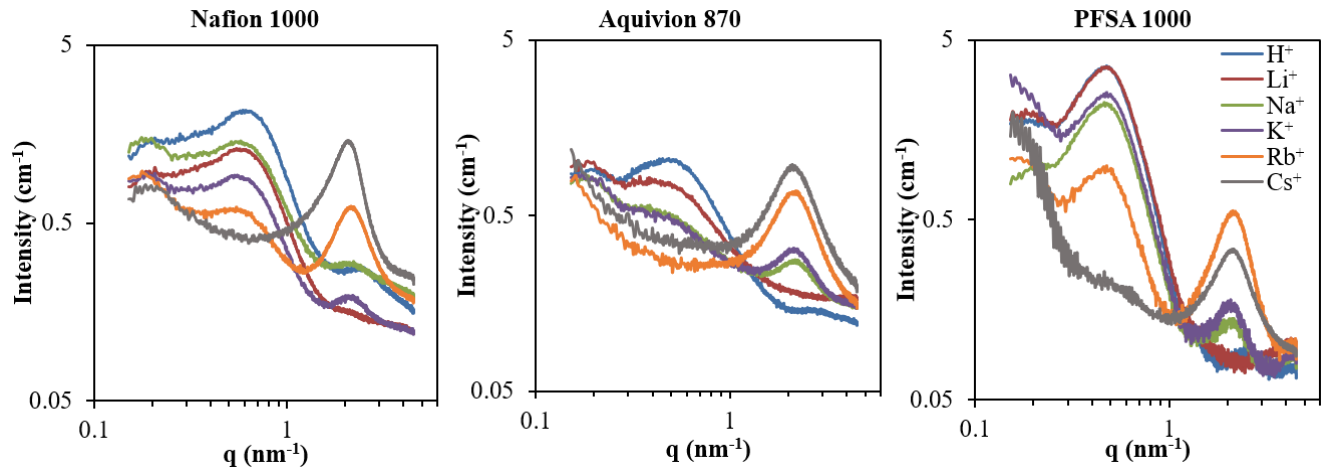 Nafion 1000
5
0.5
0.05
0.1
1
Intensity (cm⁻¹)
q (nm⁻¹)
Aquivion 870
5
0.5
0.05
0.1
1
Intensity (cm⁻¹)
q (nm⁻¹)
PFSA 1000
5
0.5
0.05
0.1
1
Intensity (cm⁻¹)
q (nm⁻¹)
H⁺
Li⁺
Na⁺
K⁺
Rb⁺
Cs⁺